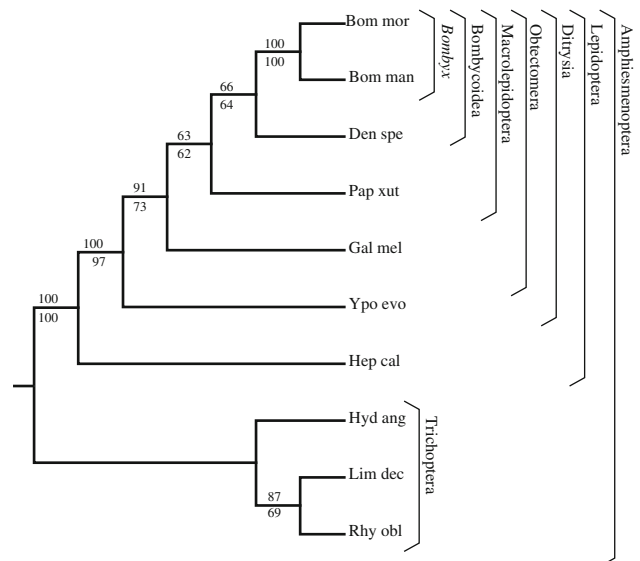 Bom mor
Bom man
Den spe
Pap xut
Gal mel
Ypo evo
Hep cal
Hyd ang
Lim dec
Rhy obl
100
100
66
64
63
62
91
73
100
97
100
100
87
69
Bombyx
Bombycoidea
Macrolepidoptera
Obtectomera
Ditrysia
Lepidoptera
Amphiesmenoptera
Trichoptera